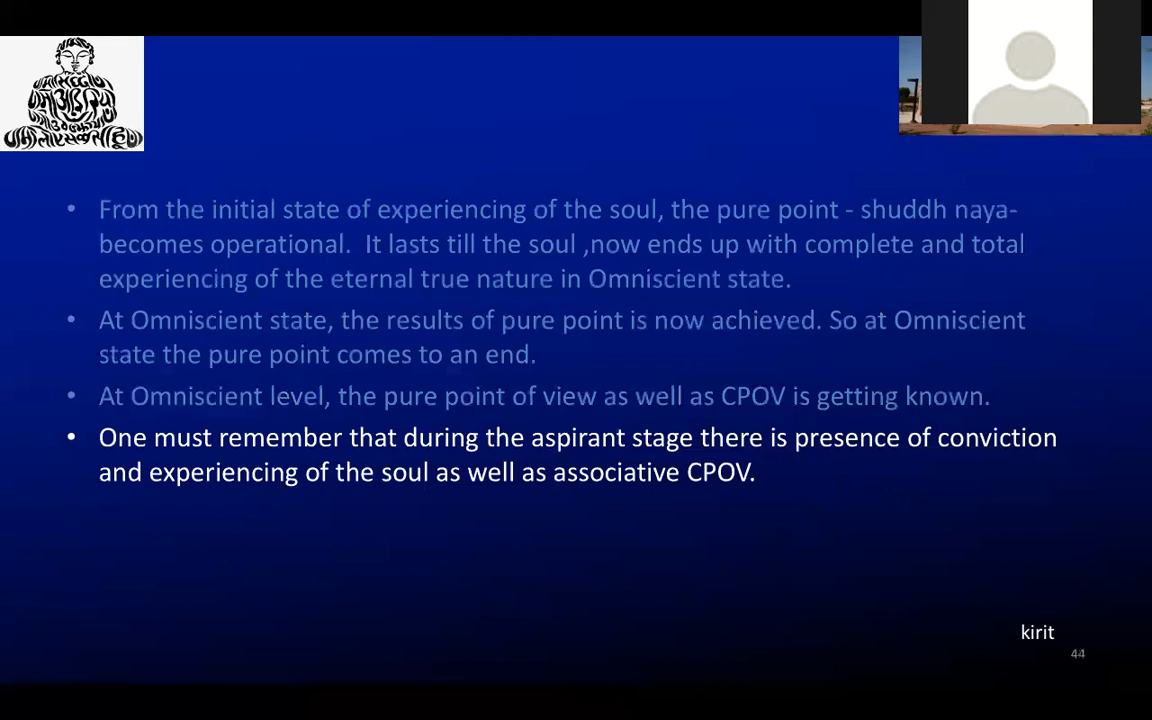 • From the initial state of experiencing of the soul, the pure point - shuddh naya-
becomes operational.  It lasts till the soul ,now ends up with complete and total
experiencing of the eternal true nature in Omniscient state.
• At Omniscient state, the results of pure point is now achieved. So at Omniscient
state the pure point comes to an end.
• At Omniscient level, the pure point of view as well as CPOV is getting known.
• One must remember that during the aspirant stage there is presence of conviction
and experiencing of the soul as well as associative CPOV.
kirit
44